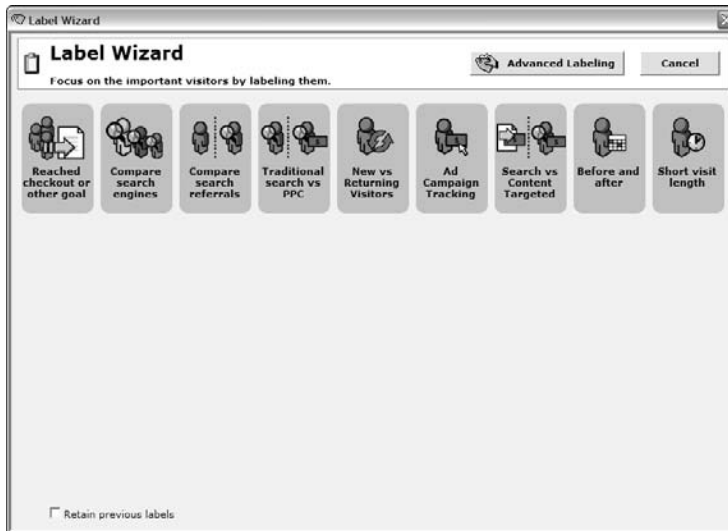 Label Wizard
Label Wizard
Focus on the important visitors by labeling them.
Advanced Labeling
Cancel
Reached
checkout or
other goal
Compare
search
engines
Compare
search
referrals
Traditional
search vs
PPC
New vs
Returning
Visitors
Ad
Campaign
Tracking
Search vs
Content
Targeted
Before and
after
Short visit
length
Retain previous labels